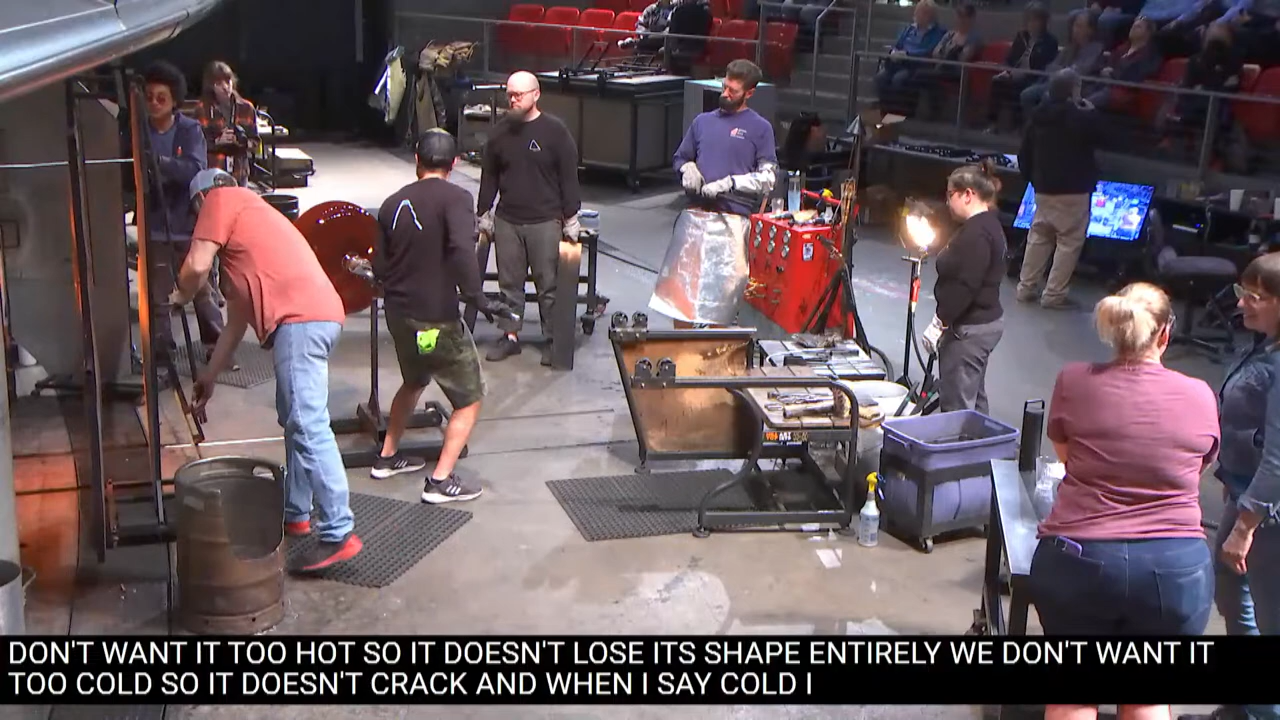 DON'T WANT IT TOO HOT SO IT DOESN'T LOSE ITS SHAPE ENTIRELY WE DON'T WANT IT
TOO COLD SO IT DOESN'T CRACK AND WHEN I SAY COLD I